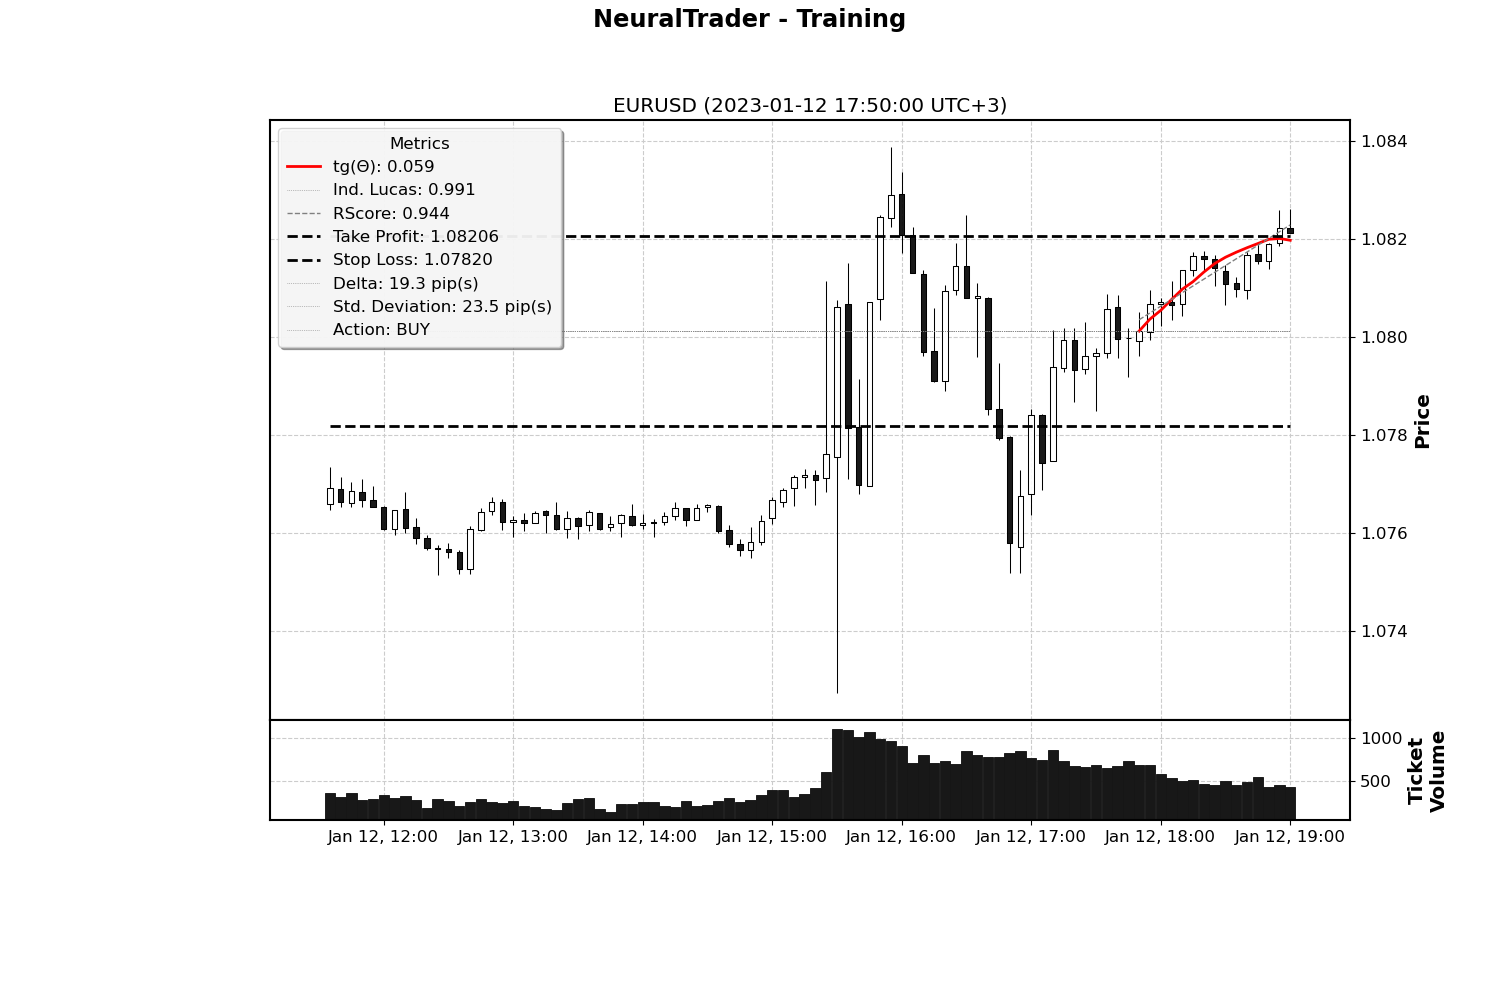 NeuralTrader - Training
EURUSD (2023-01-12 17:50:00 UTC+3)
Metrics
tg(Θ): 0.059
Ind. Lucas: 0.991
RScore: 0.944
Take Profit: 1.08206
Stop Loss: 1.07820
Delta: 19.3 pip(s)
Std. Deviation: 23.5 pip(s)
Action: BUY
1.084
1.082
1.080
1.078
1.076
1.074
Price
1000
500
Ticket
Volume
Jan 12, 12:00
Jan 12, 13:00
Jan 12, 14:00
Jan 12, 15:00
Jan 12, 16:00
Jan 12, 17:00
Jan 12, 18:00
Jan 12, 19:00